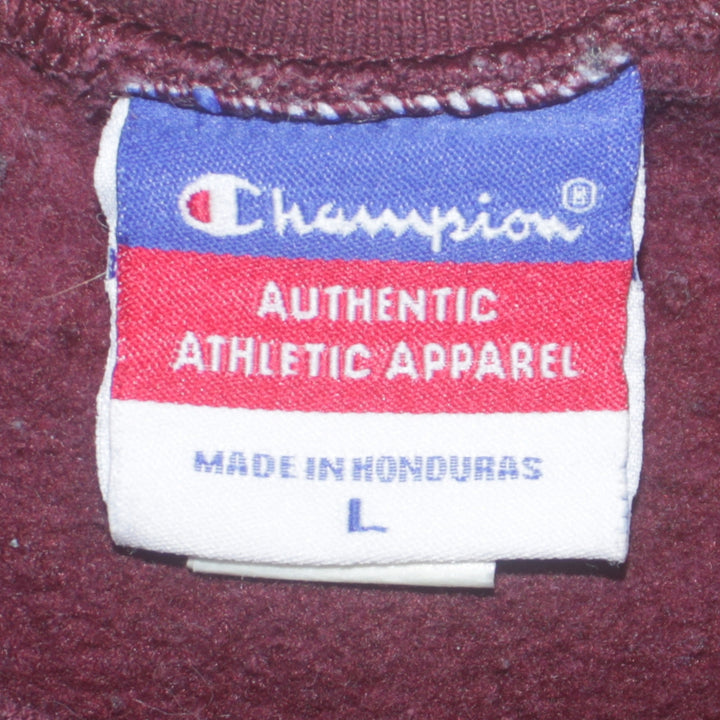 Champion®
AUTHENTIC
ATHLETIC APPAREL
MADE IN HONDURAS
L